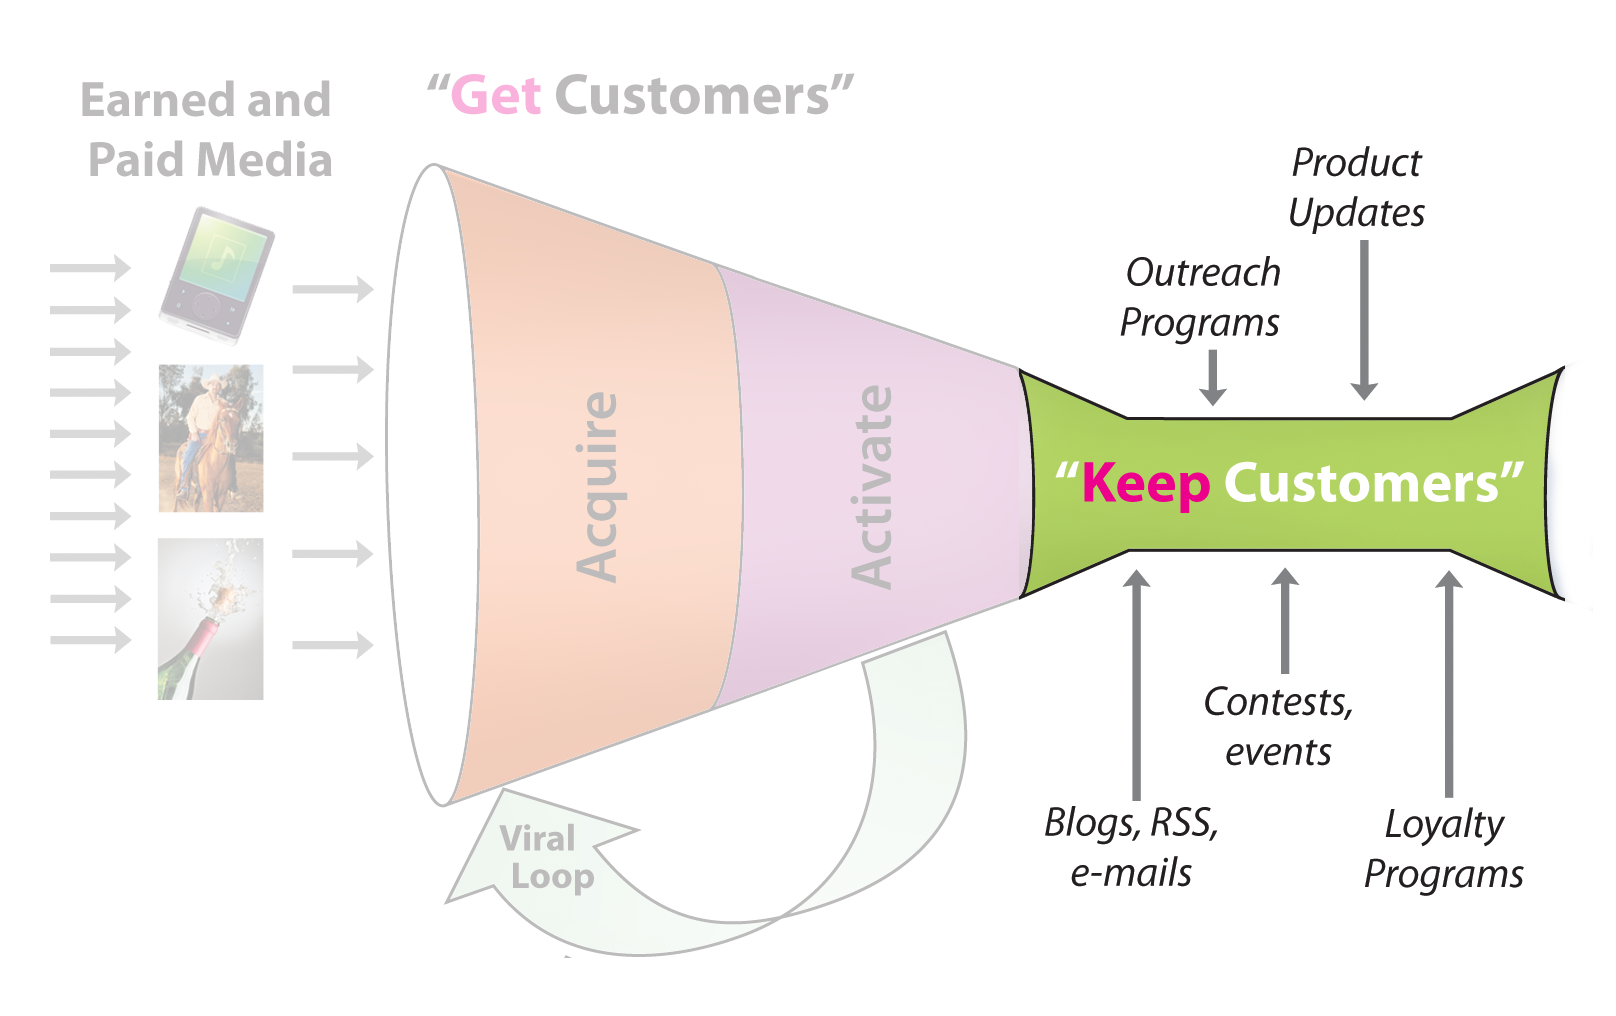 Earned and
Paid Media
“Get Customers”
Acquire
Activate
Viral
Loop
Product
Updates
Outreach
Programs
“Keep Customers”
Contests,
events
Blogs, RSS,
e-mails
Loyalty
Programs